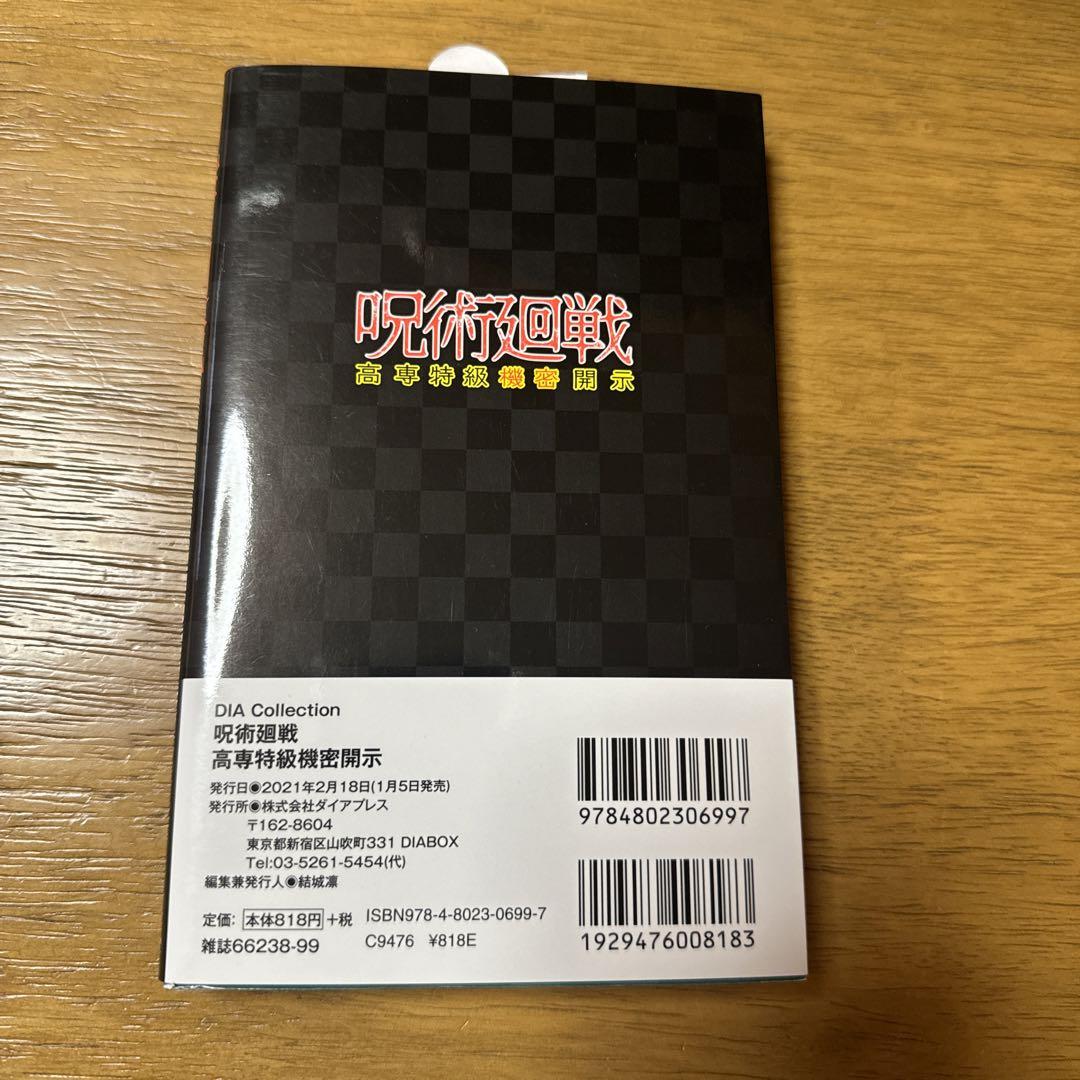 呪術廻戦
高専特級機密開示
DIA Collection
呪術廻戦
高専特級機密開示
発行日◉2021年2月18日(1月5日発売)
発行所◉株式会社ダイアプレス
〒162-8604
東京都新宿区山吹町331 DIABOX
Tel:03-5261-5454(代)
編集兼発行人◉結城凛
定価: 本体818円+税
雑誌66238-99
ISBN978-4-8023-0699-7
C9476 ¥818E
9784802306997
1929476008183